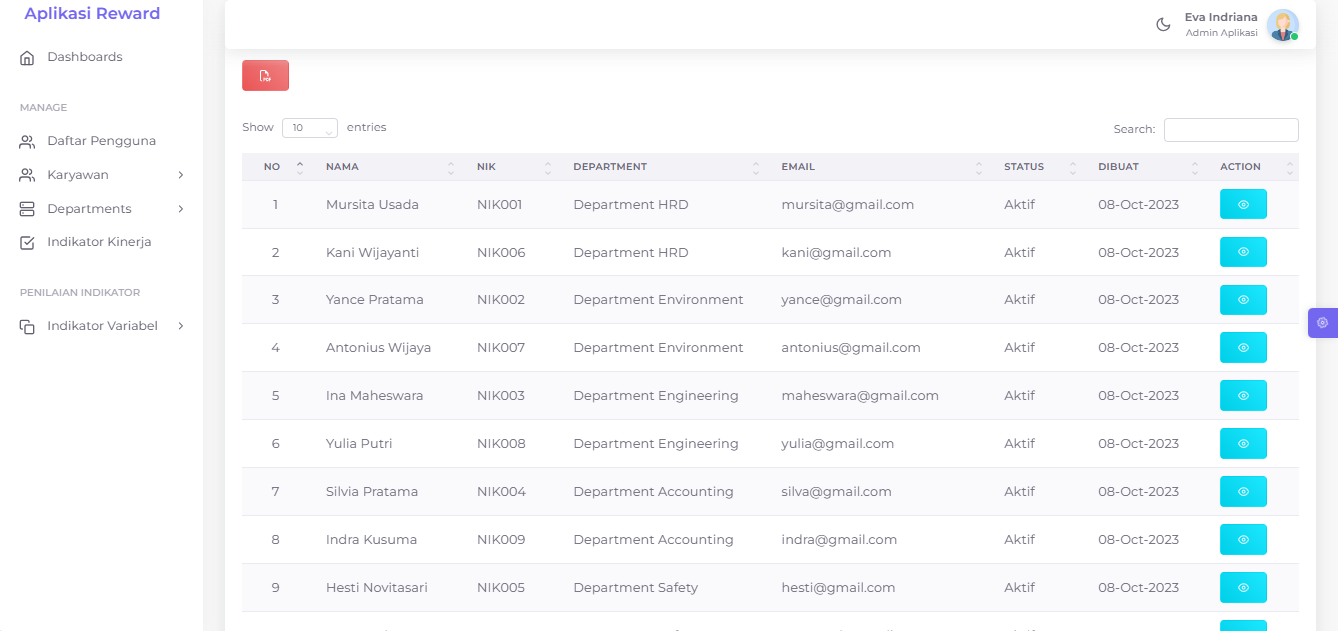 Aplikasi Reward
Dashboards
MANAGE
Daftar Pengguna
Karyawan
Departments
Indikator Kinerja
PENILAIAN INDIKATOR
Indikator Variabel
Eva Indriana
Admin Aplikasi
PDF
Show 10 entries
Search:
NO NAMA NIK DEPARTMENT EMAIL STATUS DIBUAT ACTION
1 Mursita Usada NIK001 Department HRD mursita@gmail.com Aktif 08-Oct-2023
2 Kani Wijayanti NIK006 Department HRD kani@gmail.com Aktif 08-Oct-2023
3 Yance Pratama NIK002 Department Environment yance@gmail.com Aktif 08-Oct-2023
4 Antonius Wijaya NIK007 Department Environment antonius@gmail.com Aktif 08-Oct-2023
5 Ina Maheswara NIK003 Department Engineering maheswara@gmail.com Aktif 08-Oct-2023
6 Yulia Putri NIK008 Department Engineering yulia@gmail.com Aktif 08-Oct-2023
7 Silvia Pratama NIK004 Department Accounting silva@gmail.com Aktif 08-Oct-2023
8 Indra Kusuma NIK009 Department Accounting indra@gmail.com Aktif 08-Oct-2023
9 Hesti Novitasari NIK005 Department Safety hesti@gmail.com Aktif 08-Oct-2023